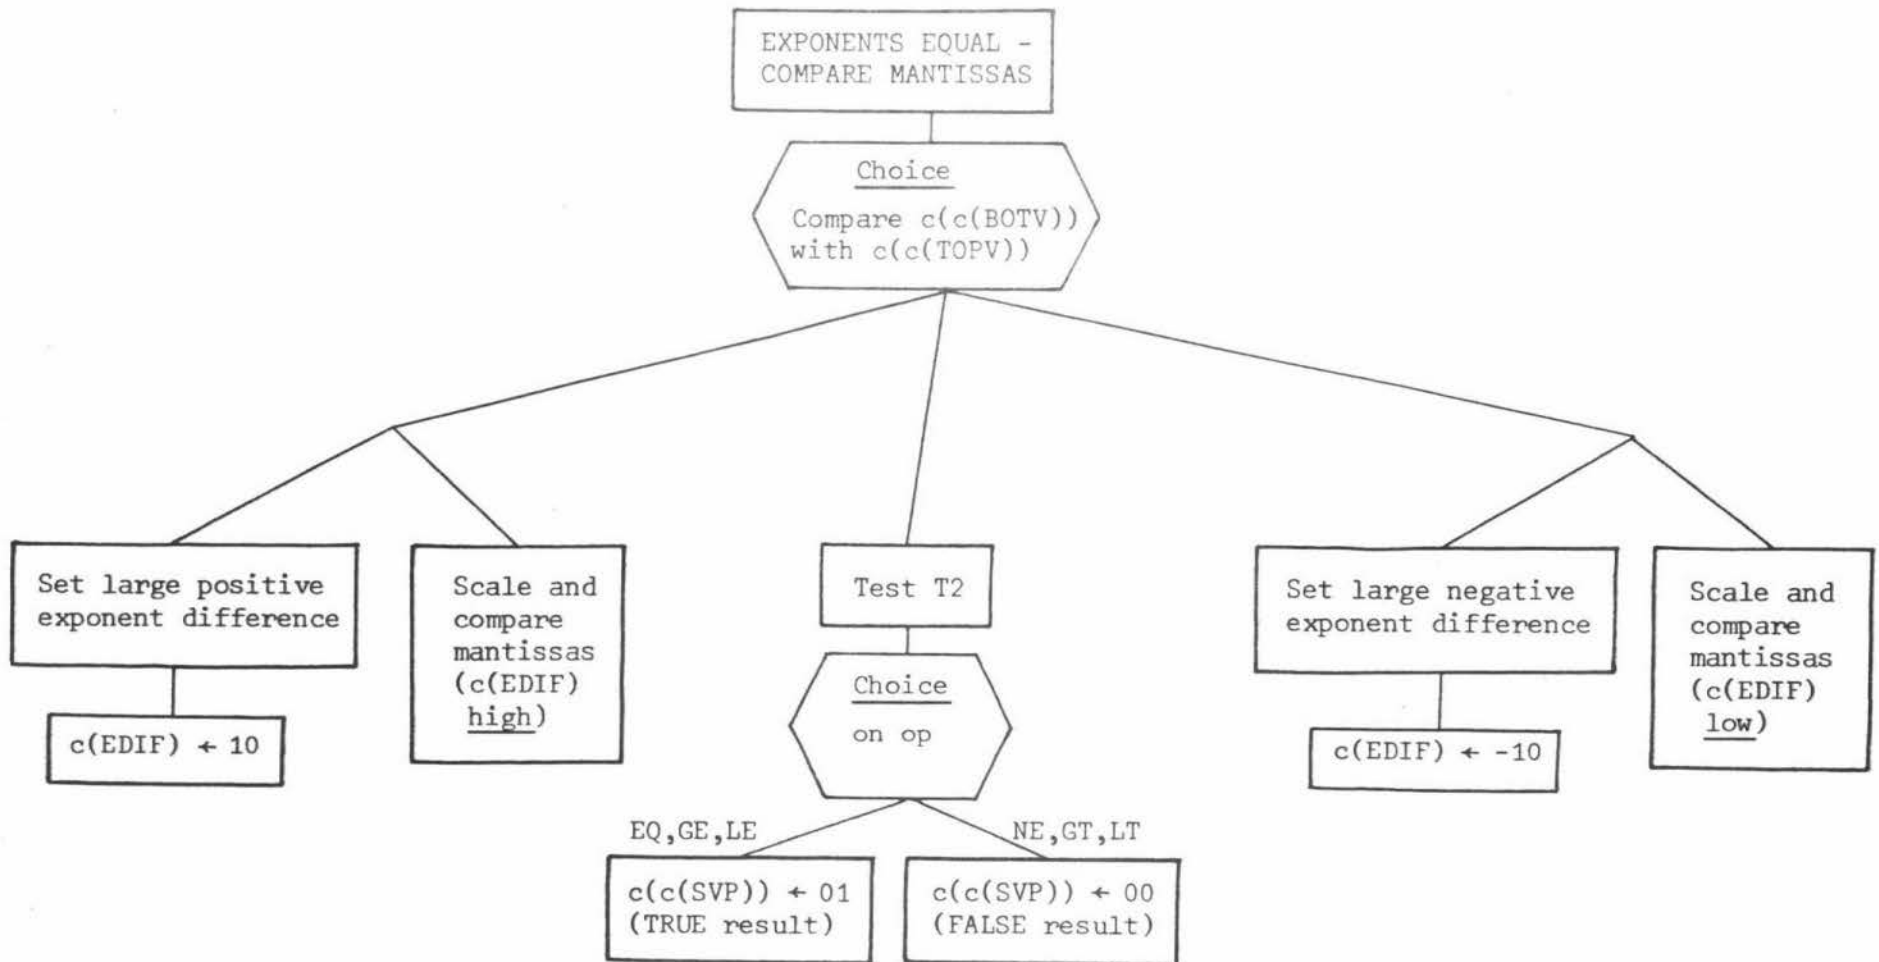 EXPONENTS EQUAL -
COMPARE MANTISSAS
Choice
Compare c(c(BOTV))
with c(c(TOPV))
Set large positive
exponent difference
c(EDIF) ← 10
Scale and
compare
mantissas
(c(EDIF)
high)
Test T2
Choice
on op
EQ,GE,LE
NE,GT,LT
c(c(SVP)) ← 01
(TRUE result)
c(c(SVP)) ← 00
(FALSE result)
Set large negative
exponent difference
c(EDIF) ← -10
Scale and
compare
mantissas
(c(EDIF)
low)